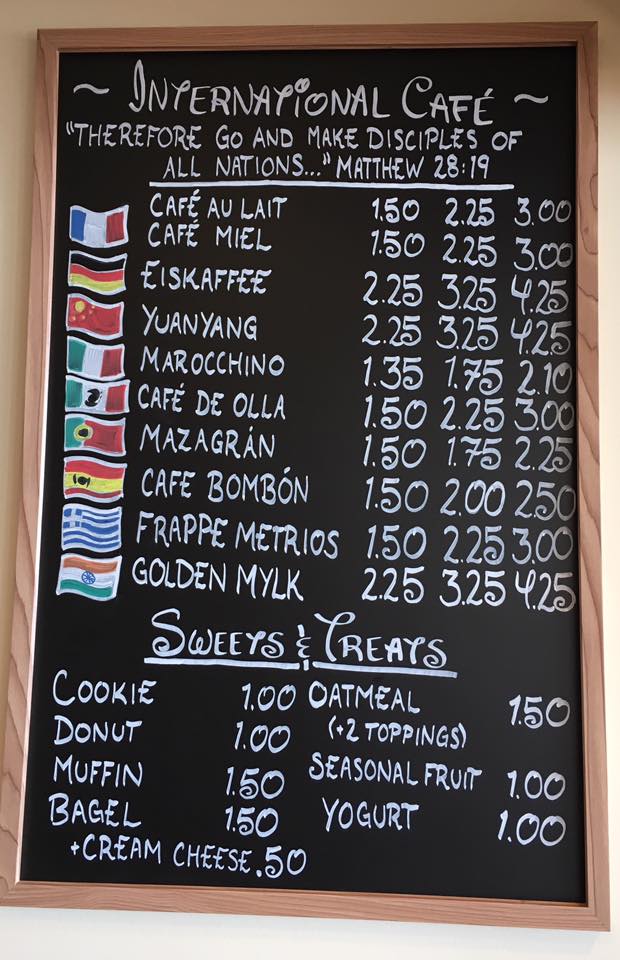 ~ INTERNATIONAL CAFÉ ~
"THEREFORE GO AND MAKE DISCIPLES OF
ALL NATIONS..." MATTHEW 28:19
CAFÉ AU LAIT 1.50 2.25 3.00
CAFÉ MIEL 1.50 2.25 3.00
EISKAFFEE 2.25 3.25 4.25
YUANYANG 2.25 3.25 4.25
MAROCCHINO 1.35 1.75 2.10
CAFÉ DE OLLA 1.50 2.25 3.00
MAZAGRÁN 1.50 1.75 2.25
CAFE BOMBÓN 1.50 2.00 2.50
FRAPPE METRIOS 1.50 2.25 3.00
GOLDEN MYLK 2.25 3.25 4.25
SWEETS & TREATS
COOKIE 1.00
DONUT 1.00
MUFFIN 1.50
BAGEL 1.50
+CREAM CHEESE .50
OATMEAL 1.50
(+2 TOPPINGS)
SEASONAL FRUIT 1.00
YOGURT 1.00